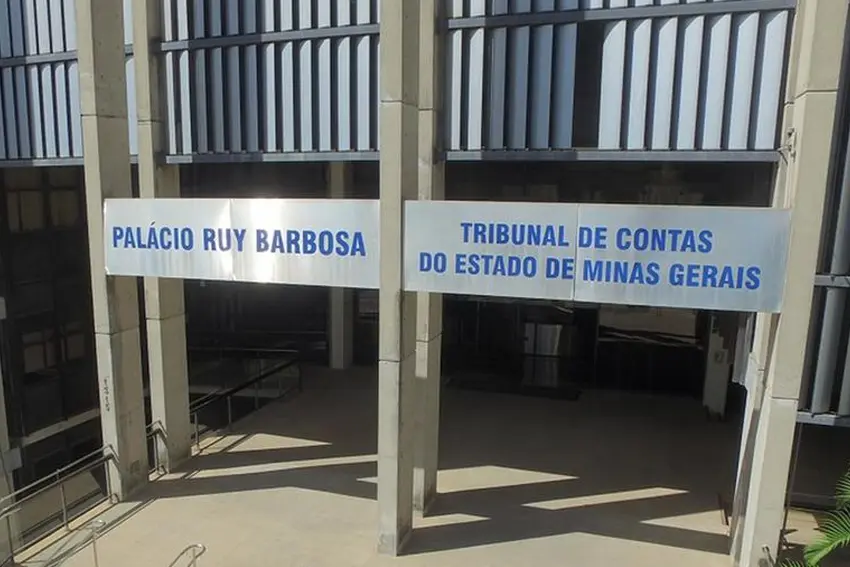 PALÁCIO RUY BARBOSA
TRIBUNAL DE CONTAS
DO ESTADO DE MINAS GERAIS